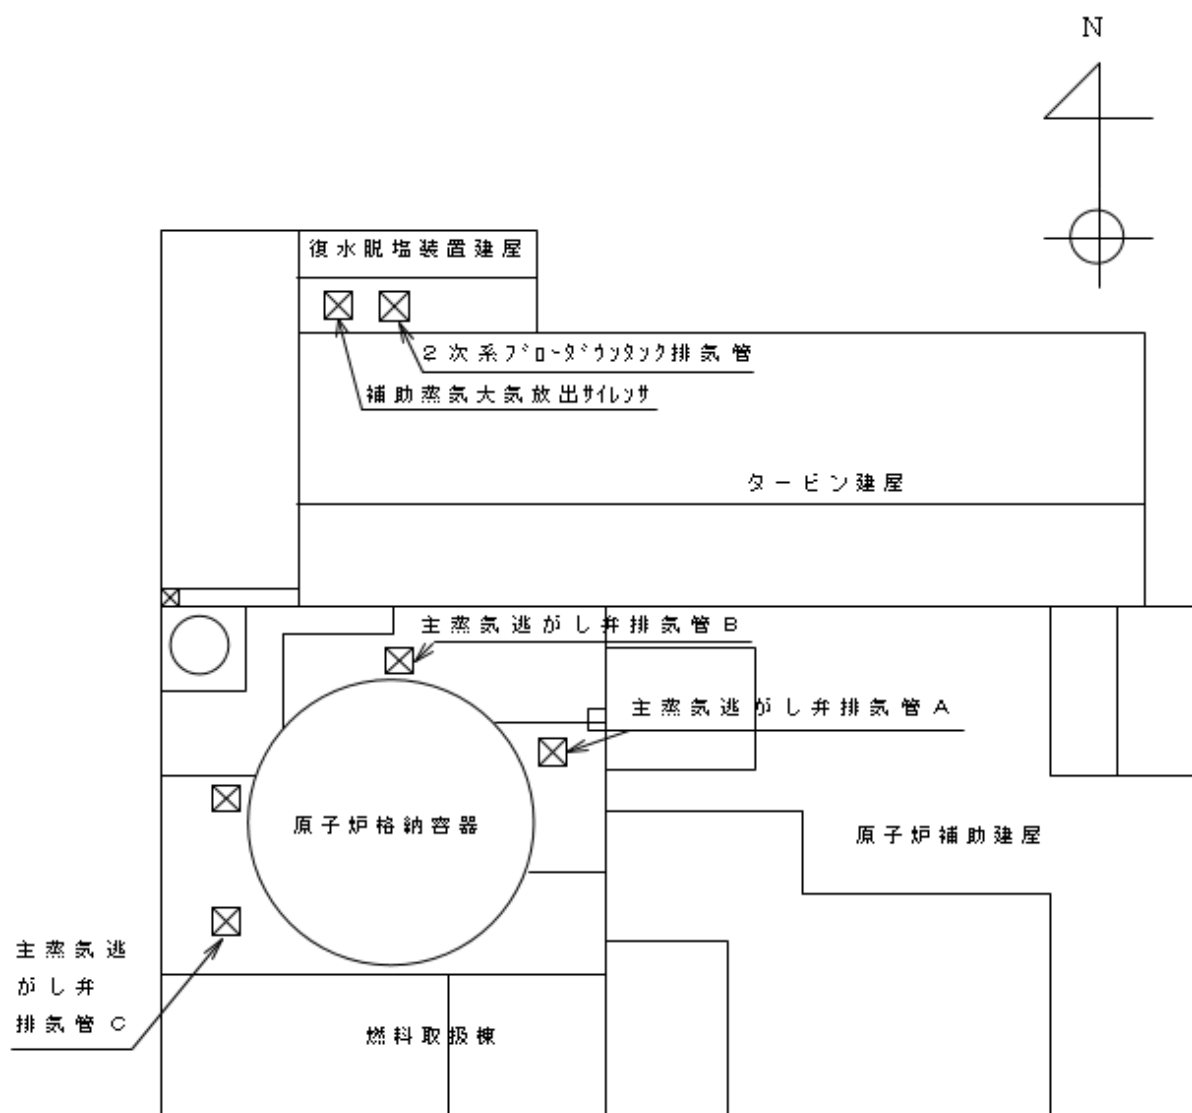 N
復水脱塩装置建屋
2次系ﾌﾞﾛｰﾀﾞｳﾝﾀﾝｸ排気管
補助蒸気大気放出ｻｲﾚﾝｻ
タービン建屋
主蒸気逃がし弁排気管B
主蒸気逃がし弁排気管A
原子炉格納容器
原子炉補助建屋
主蒸気逃
がし弁
排気管C
燃料取扱棟